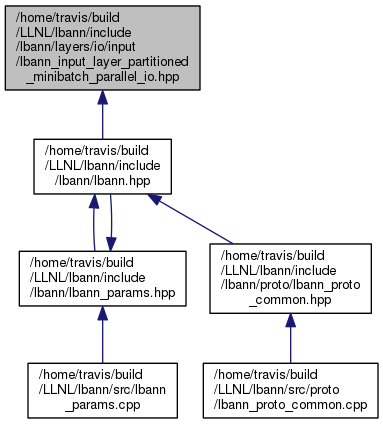 /home/travis/build
/LLNL/lbann/include
/lbann/layers/io/input
/lbann_input_layer_partitioned
_minibatch_parallel_io.hpp
/home/travis/build
/LLNL/lbann/include
/lbann/lbann.hpp
/home/travis/build
/LLNL/lbann/include
/lbann/lbann_params.hpp
/home/travis/build
/LLNL/lbann/include
/lbann/proto/lbann_proto
_common.hpp
/home/travis/build
/LLNL/lbann/src/lbann
_params.cpp
/home/travis/build
/LLNL/lbann/src/proto
/lbann_proto_common.cpp